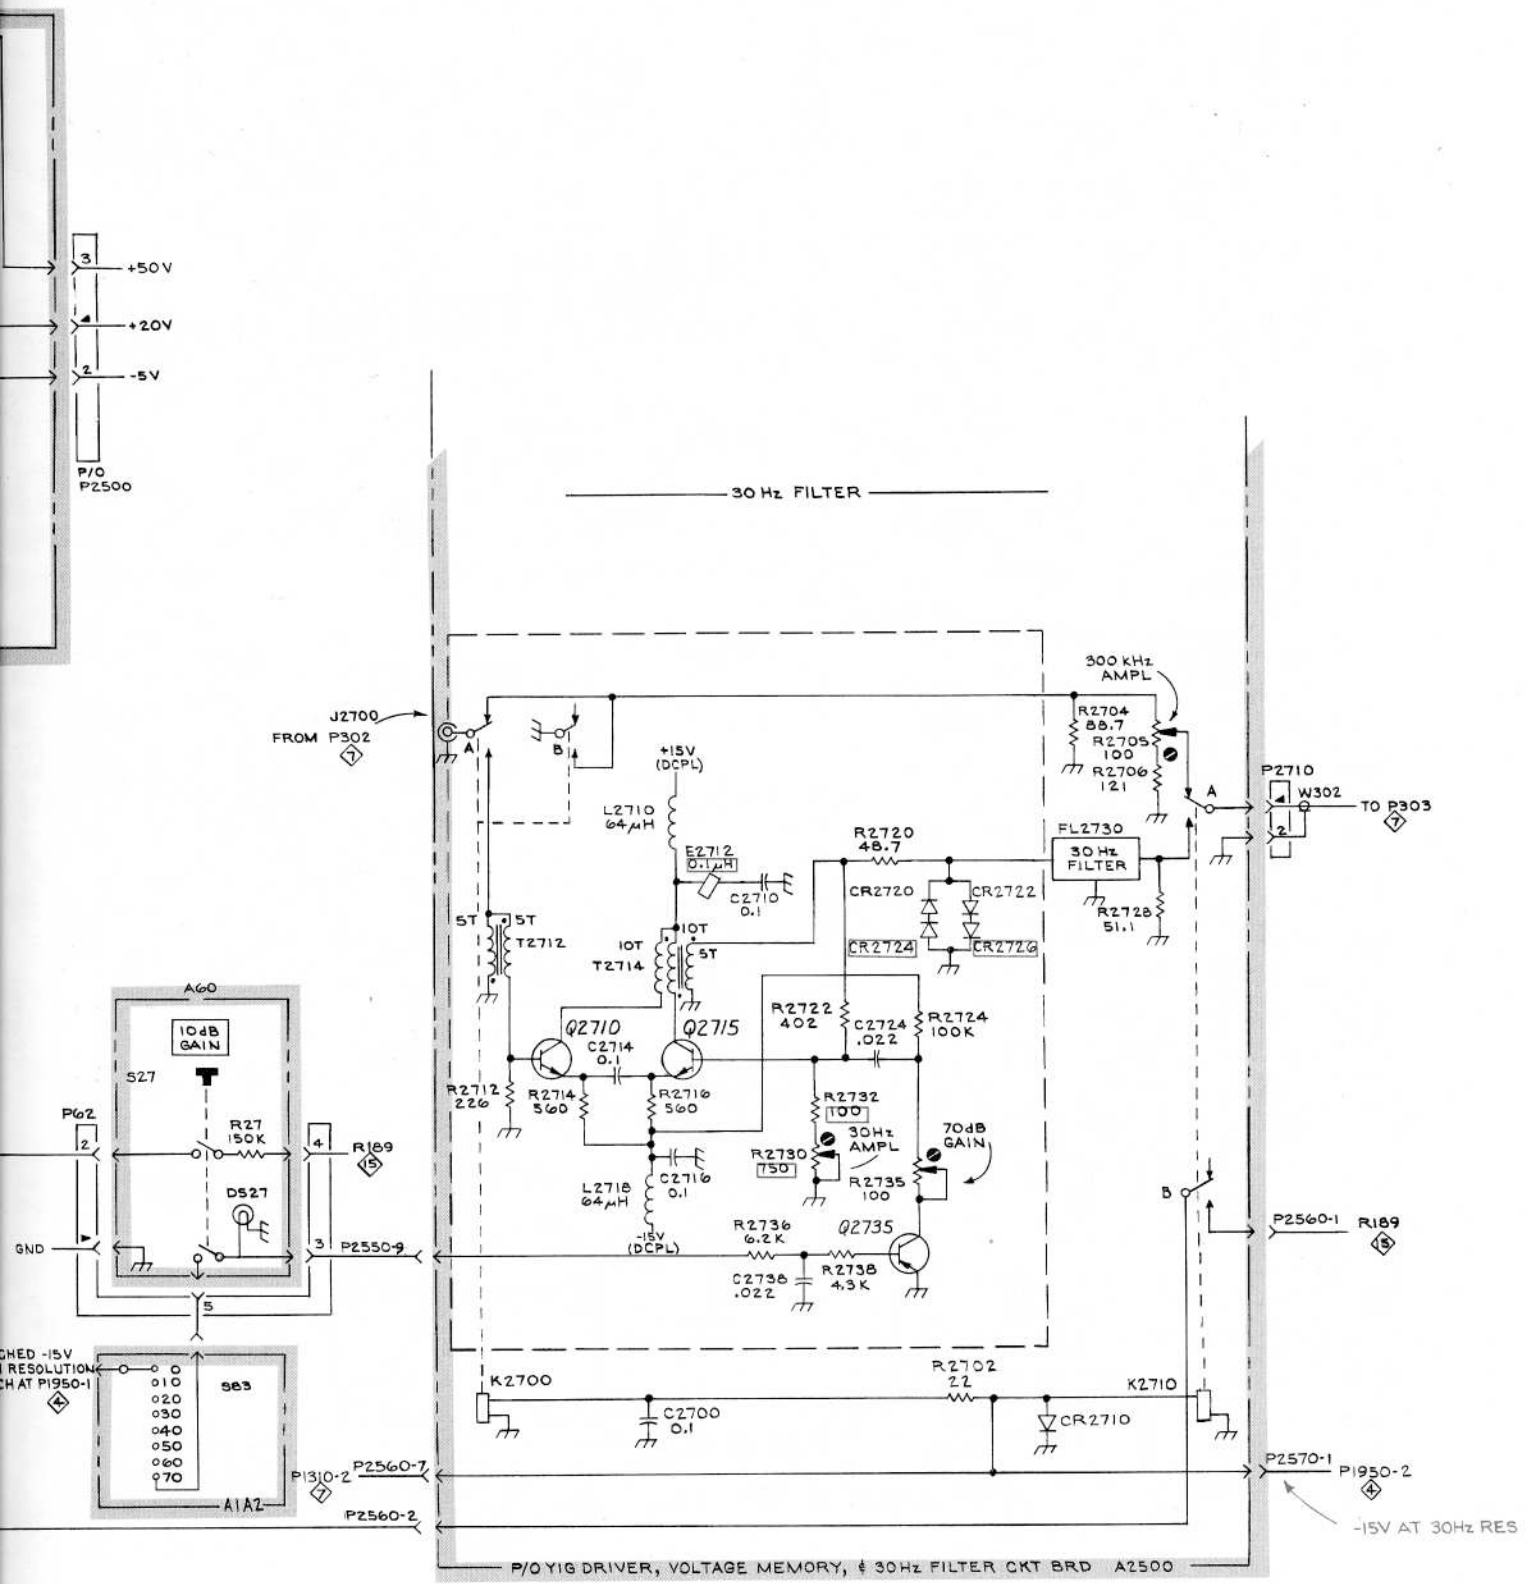 3
+50V
+20V
2
-5V
P/O
P2500
30 Hz FILTER
300 KHz
AMPL
J2700
FROM P302
7
A
B
R2704
88.7
R2705
100
R2706
121
+15V
(DCPL)
L2710
64µH
E2712
0.1µH
C2710
0.1
R2720
48.7
FL2730
30 Hz
FILTER
A
P2710
W302
TO P303
7
2
CR2720
CR2722
CR2724
CR2726
R2728
51.1
5T
5T
T2712
10T
10T
T2714
5T
R2722
402
C2724
.022
R2724
100K
Q2710
Q2715
C2714
0.1
R2712
226
R2714
560
R2716
560
R2732
100
30Hz
AMPL
70dB
GAIN
R2730
750
R2735
100
C2716
0.1
L2718
64µH
-15V
(DCPL)
Q2735
R2736
6.2K
C2738
.022
R2738
4.3K
B
P2560-1
R189
15
A60
10dB
GAIN
S27
P62
2
R27
150K
4
R189
15
DS27
GND
3
P2550-9
5
CHED -15V
RESOLUTION
CH AT P1950-1
4
0
10
20
30
40
50
60
70
S83
A1A2
K2700
C2700
0.1
R2702
22
K2710
CR2710
P1310-2
7
P2560-7
P2570-1
P1950-2
4
P2560-2
-15V AT 30Hz RES
P/O YIG DRIVER, VOLTAGE MEMORY, & 30Hz FILTER CKT BRD A2500